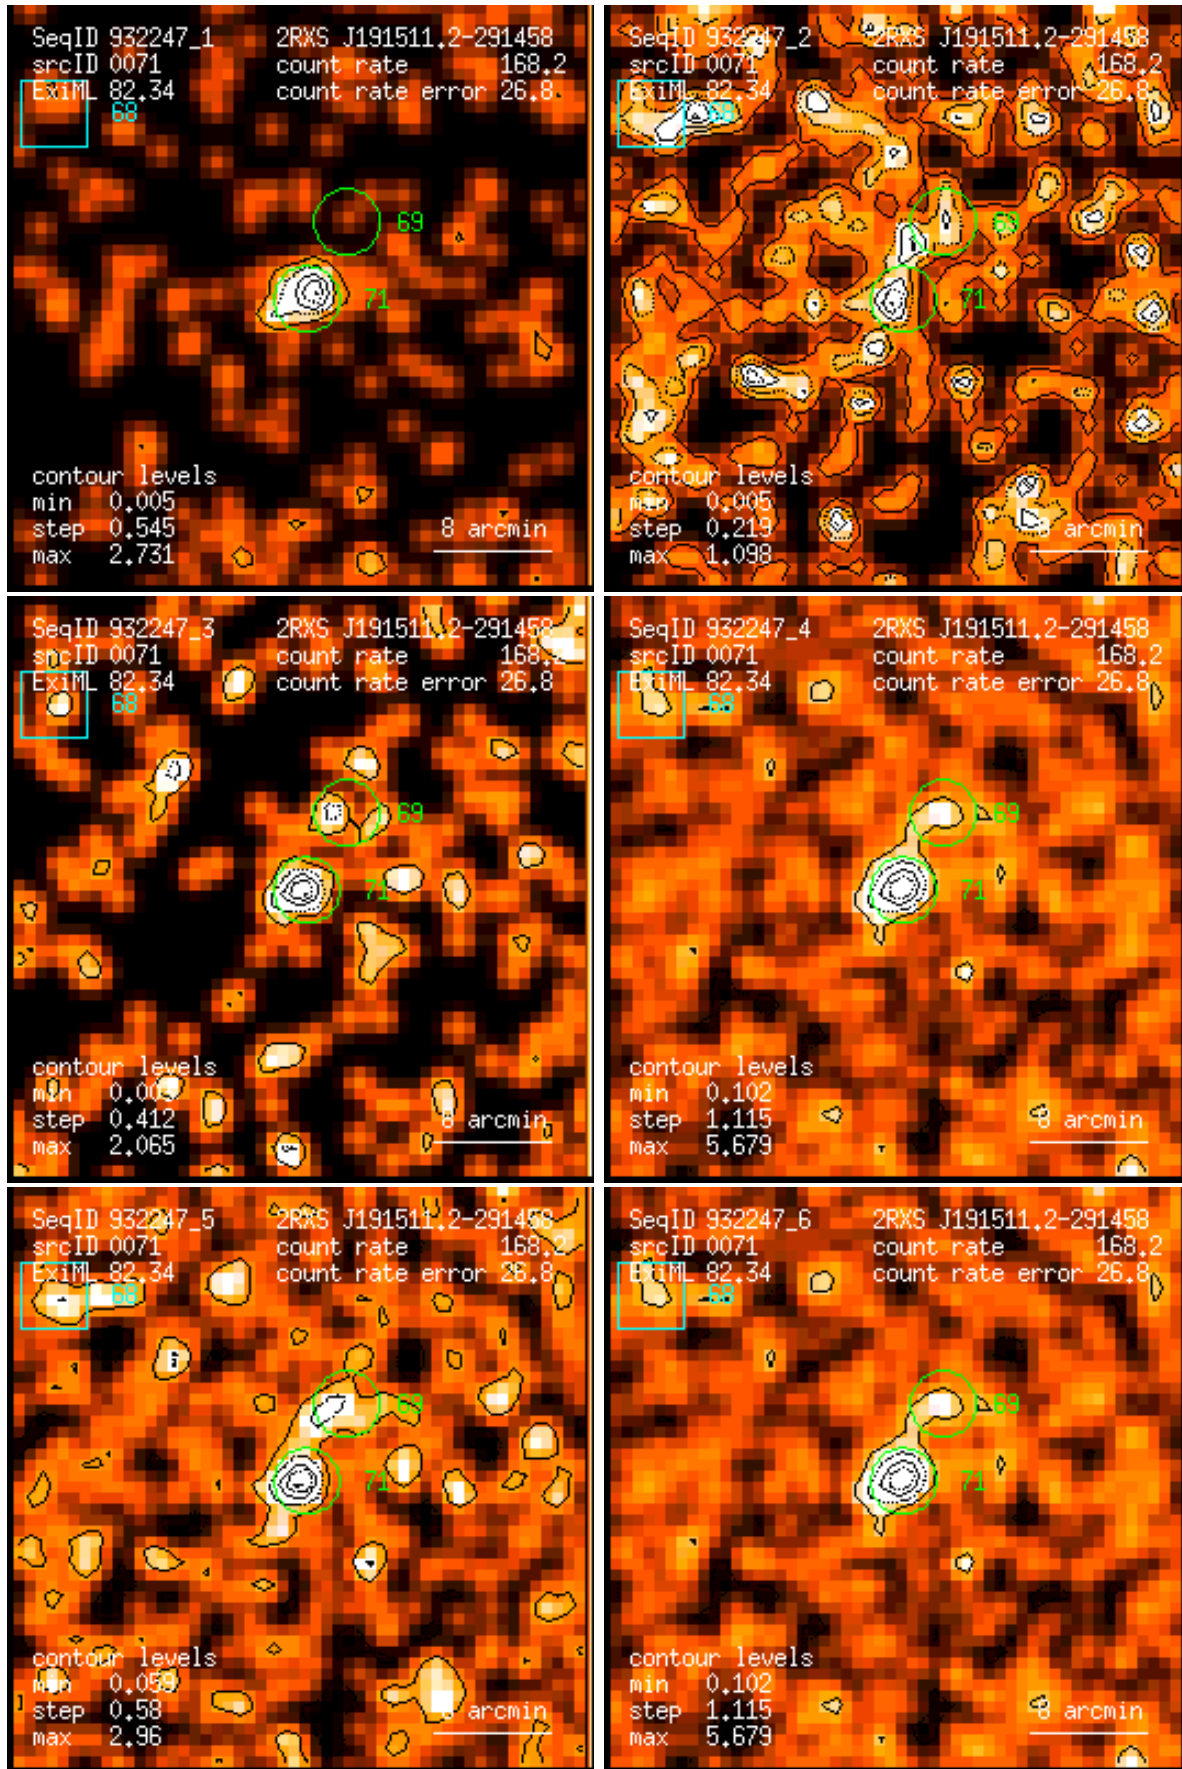 SeqID 932247_1 2RXS J191511.2-291458
srcID 0071 count rate 168.2
ExiML 82.34 count rate error 26.8
68
69
71
contour levels
min 0.005
step 0.545
max 2.731
8 arcmin
SeqID 932247_2 2RXS J191511.2-291458
srcID 0071 count rate 168.2
ExiML 82.34 count rate error 26.8
68
69
71
contour levels
min 0.005
step 0.219
max 1.098
8 arcmin
SeqID 932247_3 2RXS J191511.2-291458
srcID 0071 count rate 168.2
ExiML 82.34 count rate error 26.8
68
69
71
contour levels
min
step 0.412
max 2.065
8 arcmin
SeqID 932247_4 2RXS J191511.2-291458
srcID 0071 count rate 168.2
ExiML 82.34 count rate error 26.8
68
69
71
contour levels
min 0.102
step 1.115
max 5.679
8 arcmin
SeqID 932247_5 2RXS J191511.2-291458
srcID 0071 count rate 168.2
ExiML 82.34 count rate error 26.8
68
69
71
contour levels
min 0.059
step 0.58
max 2.96
8 arcmin
SeqID 932247_6 2RXS J191511.2-291458
srcID 0071 count rate 168.2
ExiML 82.34 count rate error 26.8
68
69
71
contour levels
min 0.102
step 1.115
max 5.679
8 arcmin